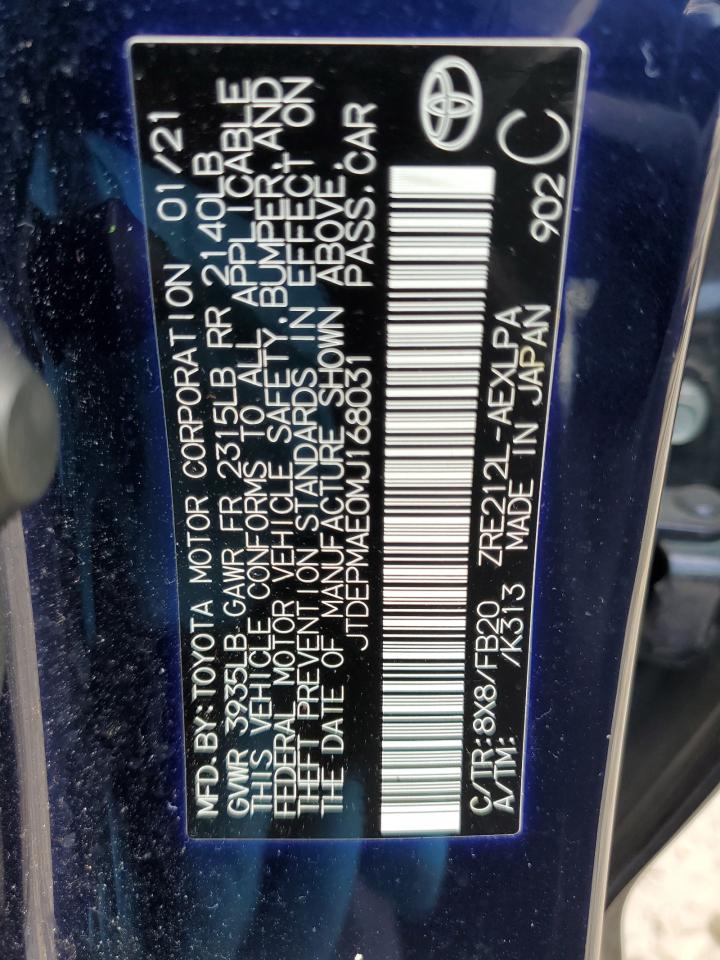 MFD. BY: TOYOTA MOTOR CORPORATION 01/21
GVWR 3935LB GAWR FR 2315LB RR 2140LB
THIS VEHICLE CONFORMS TO ALL APPLICABLE
FEDERAL MOTOR VEHICLE SAFETY, BUMPER, AND
THEFT PREVENTION STANDARDS IN EFFECT ON
THE DATE OF MANUFACTURE SHOWN ABOVE.
JTDEPMAE0MJ168031 PASS. CAR
C/TR: 8X8/FB20 ZRE212L-AEXLPA 902 C
A/TM: /K313 MADE IN JAPAN